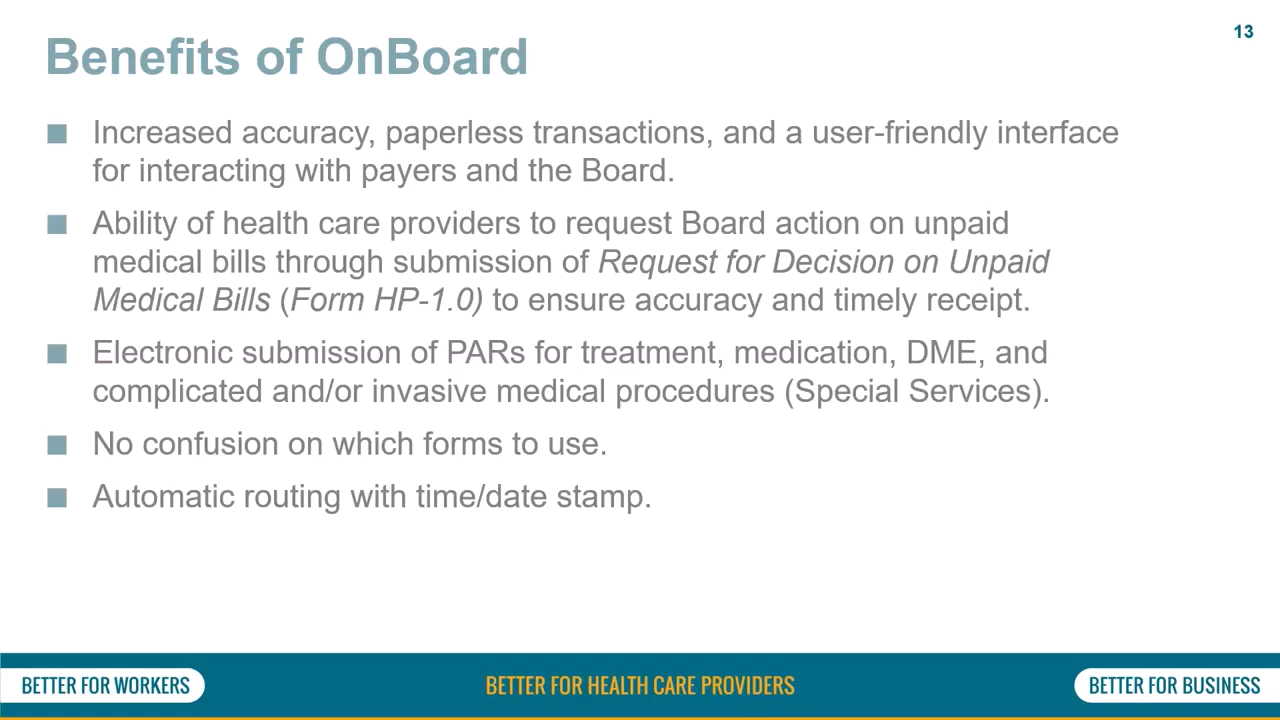 13
Benefits of OnBoard
Increased accuracy, paperless transactions, and a user-friendly interface
for interacting with payers and the Board.
Ability of health care providers to request Board action on unpaid
medical bills through submission of Request for Decision on Unpaid
Medical Bills (Form HP-1.0) to ensure accuracy and timely receipt.
Electronic submission of PARs for treatment, medication, DME, and
complicated and/or invasive medical procedures (Special Services).
No confusion on which forms to use.
Automatic routing with time/date stamp.
BETTER FOR WORKERS
BETTER FOR HEALTH CARE PROVIDERS
BETTER FOR BUSINESS